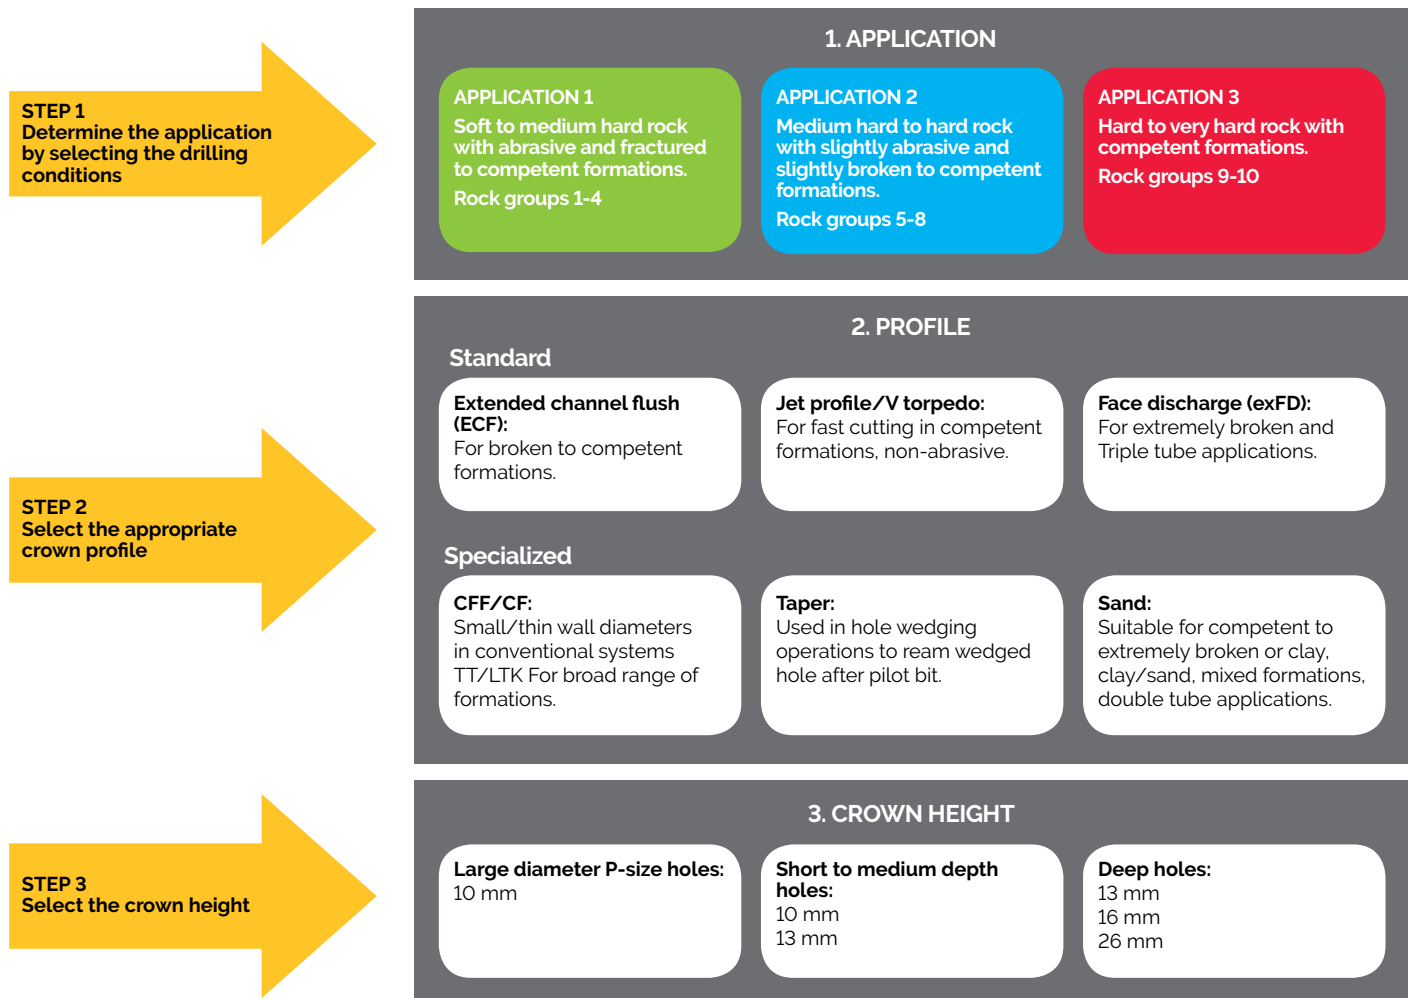 STEP 1
Determine the application
by selecting the drilling
conditions
1. APPLICATION
APPLICATION 1
Soft to medium hard rock
with abrasive and fractured
to competent formations.
Rock groups 1-4
APPLICATION 2
Medium hard to hard rock
with slightly abrasive and
slightly broken to competent
formations.
Rock groups 5-8
APPLICATION 3
Hard to very hard rock with
competent formations.
Rock groups 9-10
STEP 2
Select the appropriate
crown profile
2. PROFILE
Standard
Extended channel flush
(ECF):
For broken to competent
formations.
Jet profile/V torpedo:
For fast cutting in competent
formations, non-abrasive.
Face discharge (exFD):
For extremely broken and
Triple tube applications.
Specialized
CFF/CF:
Small/thin wall diameters
in conventional systems
TT/LTK For broad range of
formations.
Taper:
Used in hole wedging
operations to ream wedged
hole after pilot bit.
Sand:
Suitable for competent to
extremely broken or clay,
clay/sand, mixed formations,
double tube applications.
STEP 3
Select the crown height
3. CROWN HEIGHT
Large diameter P-size holes:
10 mm
Short to medium depth
holes:
10 mm
13 mm
Deep holes:
13 mm
16 mm
26 mm